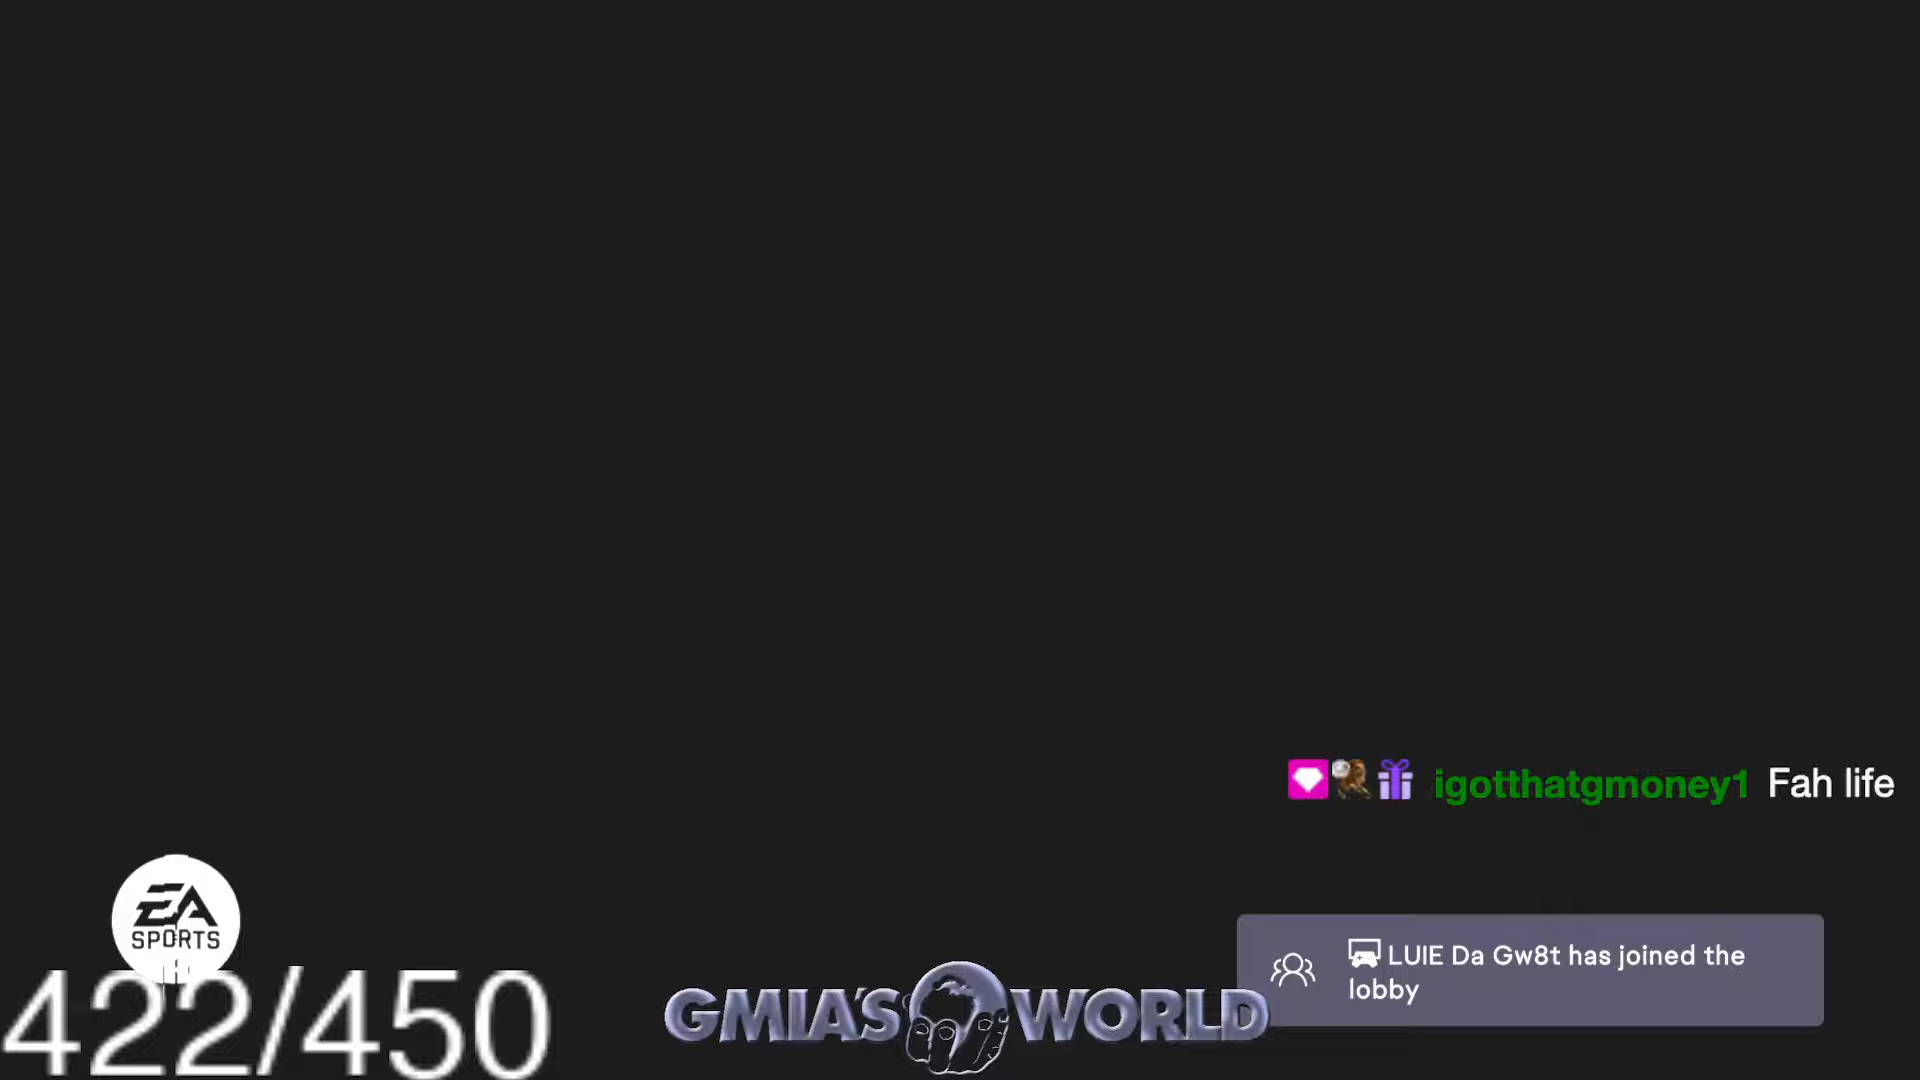 igotthatgmoney1 Fah life
EA
SPORTS
LUIE Da Gw8t has joined the
lobby
422/450
GMIA'S WORLD